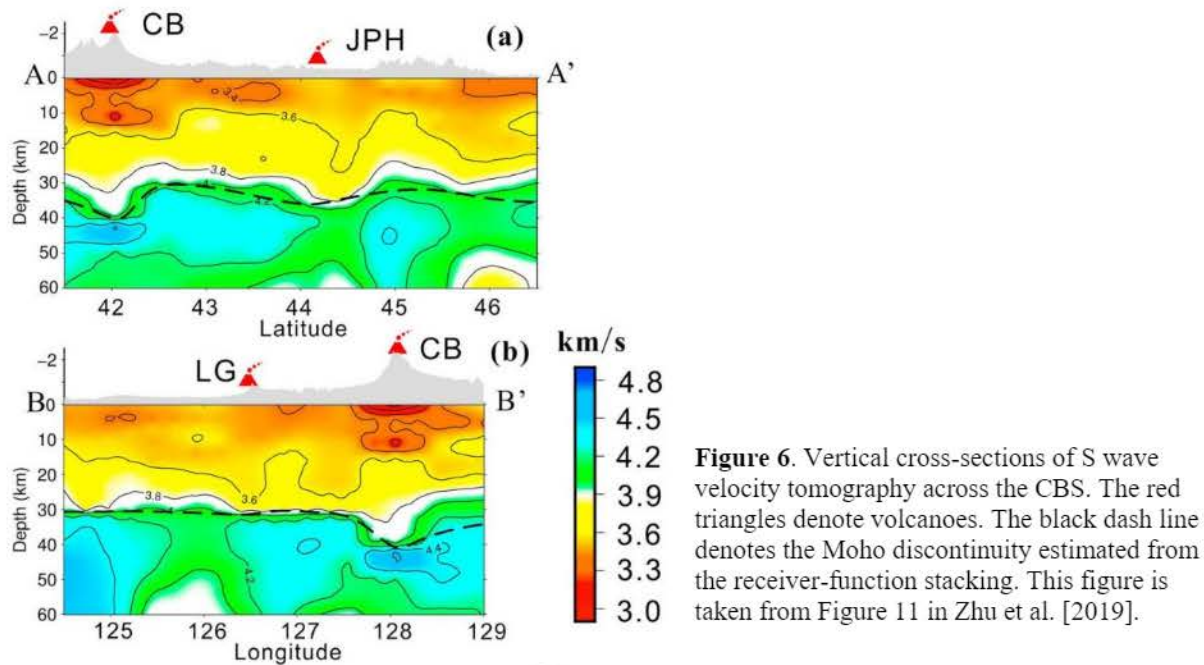 CB
(a)
JPH
−2
A 0
A'
3.4
3.6
10
20
3.8
30
4
4.2
40
50
60
Depth (km)
42 43 44 45 46
Latitude
CB
(b)
LG
−2
B 0
B'
10
20
3.8
3.6
30
4
40
4.4
4.2
50
60
Depth (km)
125 126 127 128 129
Longitude
km/s
4.8
4.5
4.2
3.9
3.6
3.3
3.0
Figure 6. Vertical cross-sections of S wave
velocity tomography across the CBS. The red
triangles denote volcanoes. The black dash line
denotes the Moho discontinuity estimated from
the receiver-function stacking. This figure is
taken from Figure 11 in Zhu et al. [2019].